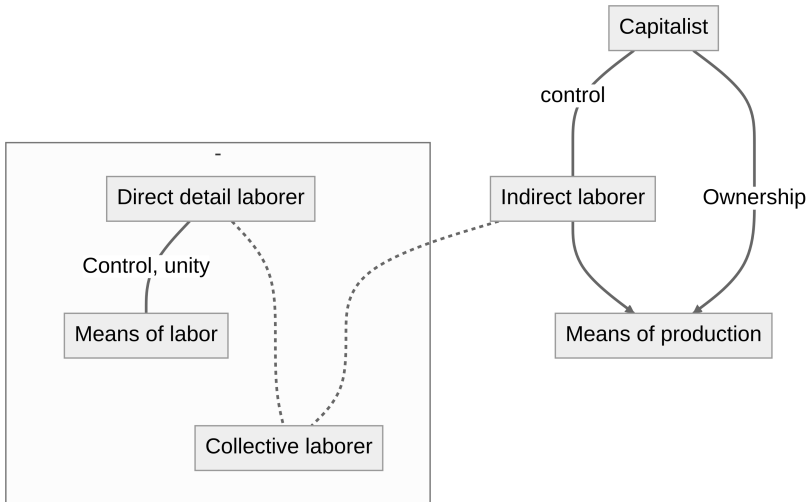 Capitalist
control
-
Direct detail laborer
Indirect laborer
Ownership
Control, unity
Means of labor
Means of production
Collective laborer